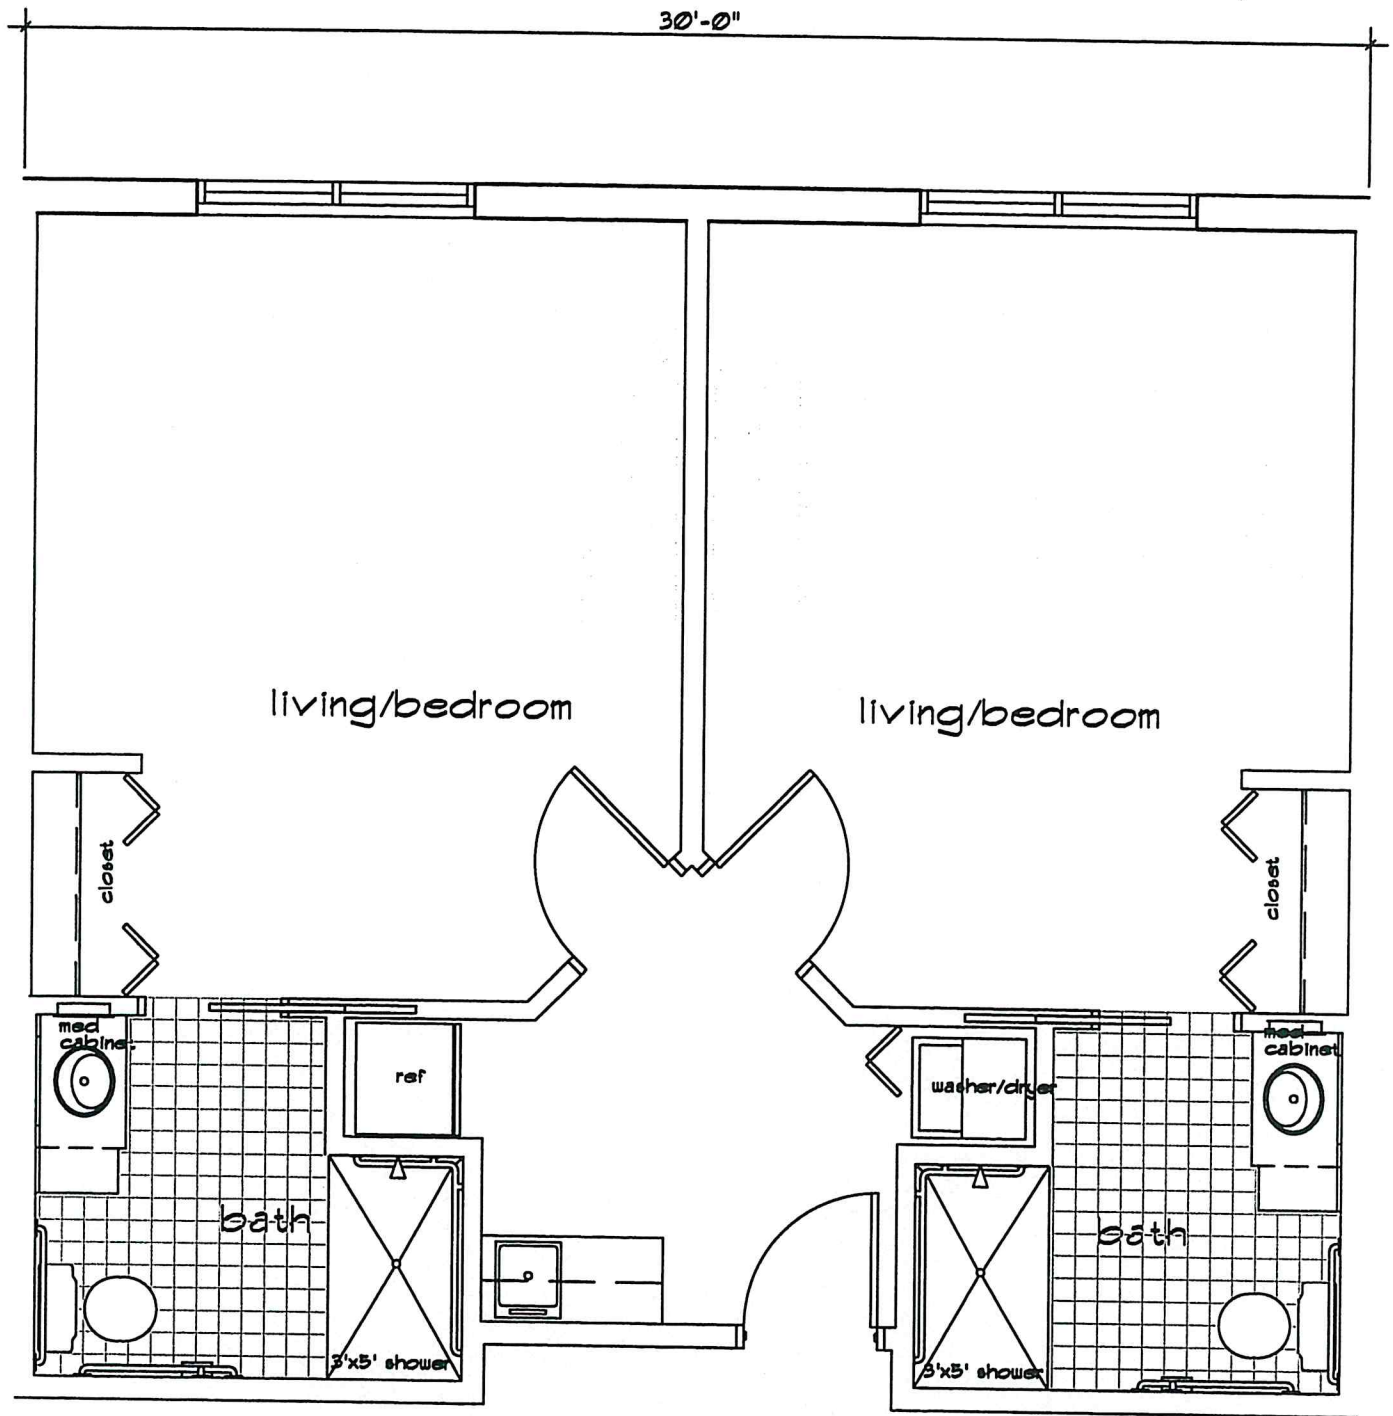 30'-0"
living/bedroom
living/bedroom
closet
closet
med
cabinet
ref
washer/dryer
med
cabinet
bath
bath
3'x5' shower
3'x5' shower